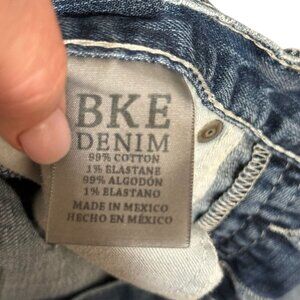 BKE
DENIM
99% COTTON
1% ELASTANE
99% ALGODÓN
1% ELASTANO
MADE IN MEXICO
HECHO EN MÉXICO